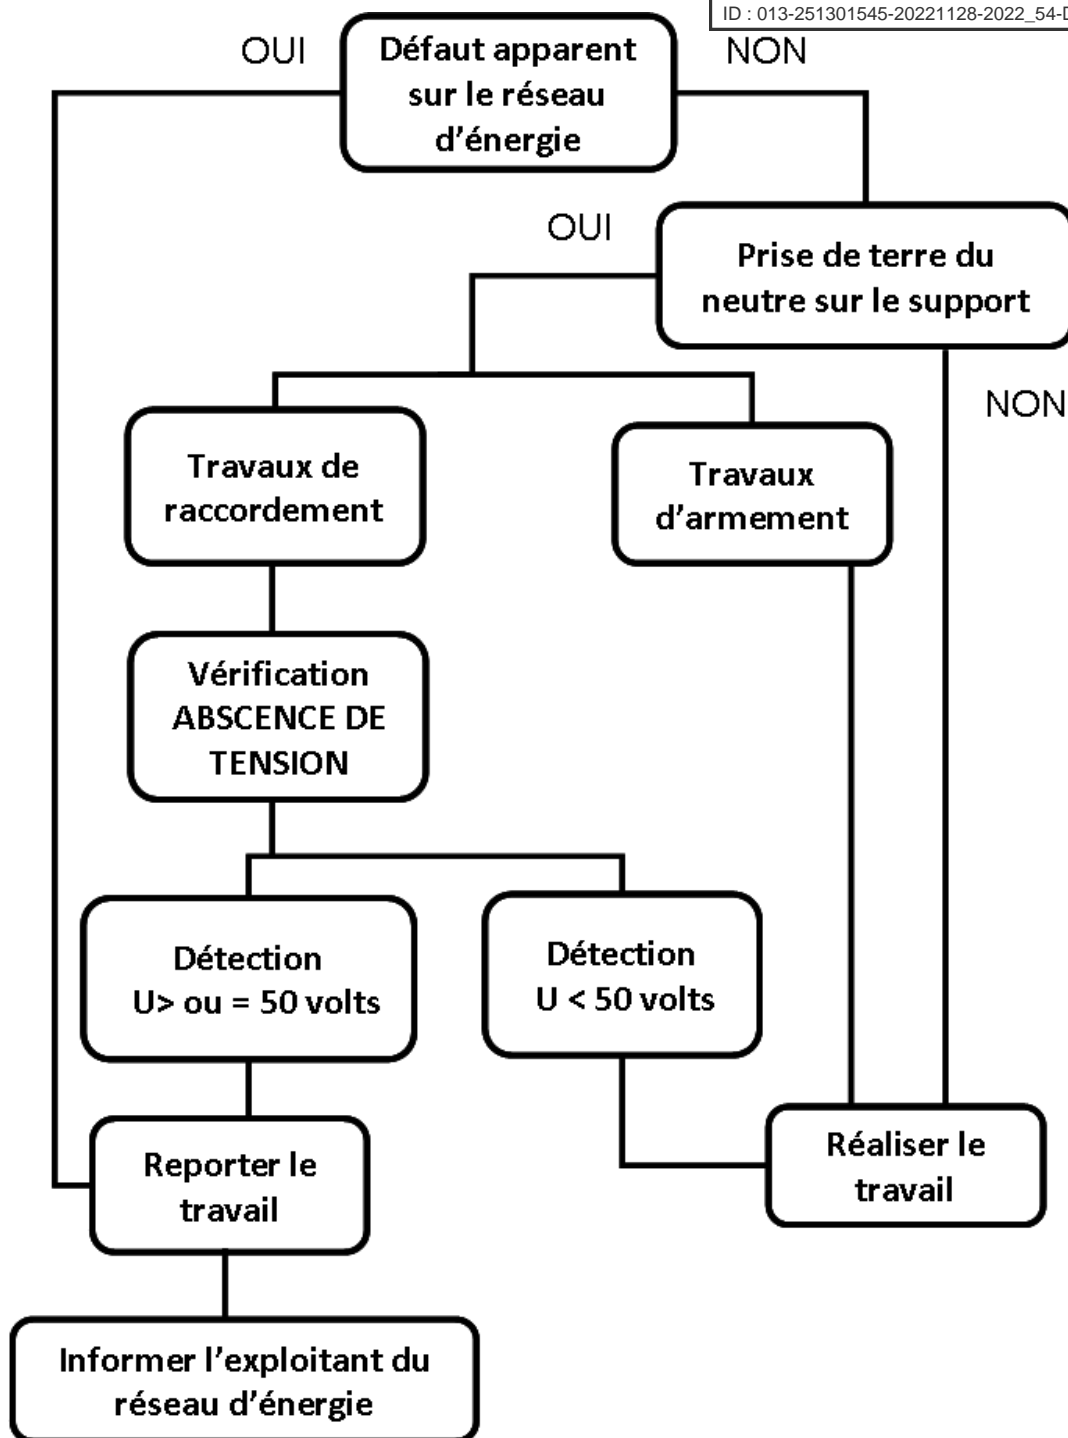 ID : 013-251301545-20221128-2022_54-D
OUI
Défaut apparent
sur le réseau
d'énergie
NON
OUI
Prise de terre du
neutre sur le support
NON
Travaux de
raccordement
Travaux
d'armement
Vérification
ABSCENCE DE
TENSION
Détection
U> ou = 50 volts
Détection
U < 50 volts
Reporter le
travail
Réaliser le
travail
Informer l'exploitant du
réseau d'énergie